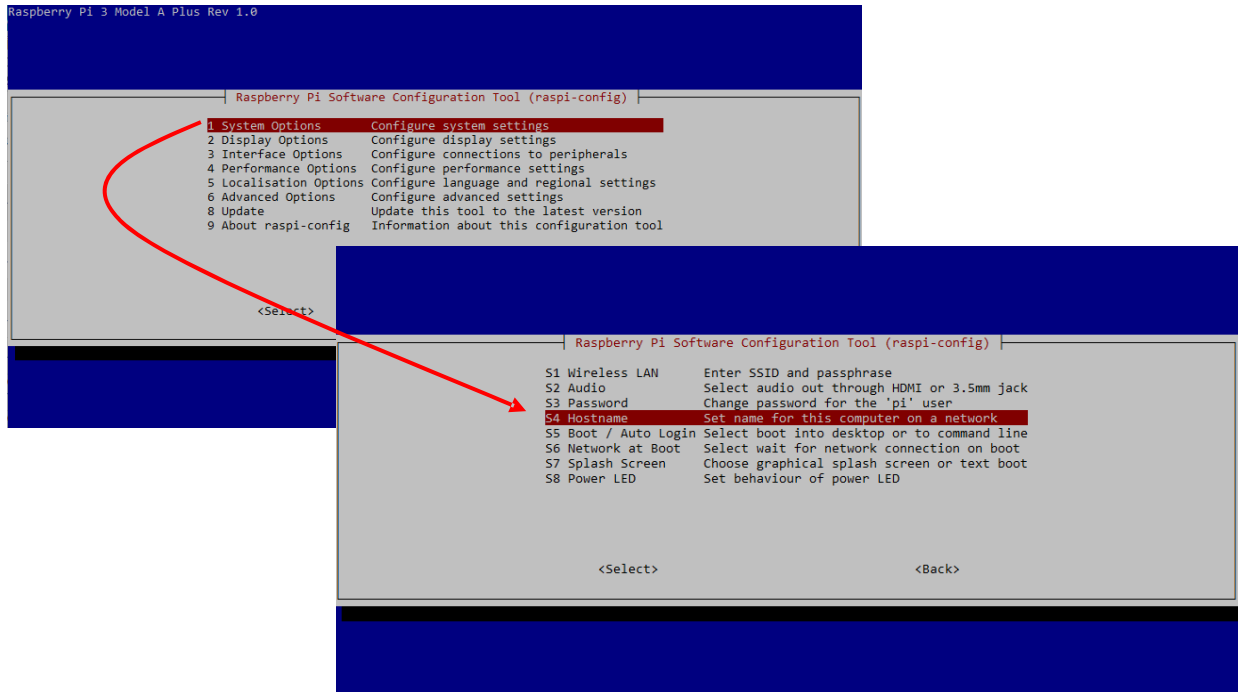 Raspberry Pi 3 Model A Plus Rev 1.0
Raspberry Pi Software Configuration Tool (raspi-config)
1 System Options Configure system settings
2 Display Options Configure display settings
3 Interface Options Configure connections to peripherals
4 Performance Options Configure performance settings
5 Localisation Options Configure language and regional settings
6 Advanced Options Configure advanced settings
8 Update Update this tool to the latest version
9 About raspi-config Information about this configuration tool
<Select>
Raspberry Pi Software Configuration Tool (raspi-config)
S1 Wireless LAN Enter SSID and passphrase
S2 Audio Select audio out through HDMI or 3.5mm jack
S3 Password Change password for the 'pi' user
S4 Hostname Set name for this computer on a network
S5 Boot / Auto Login Select boot into desktop or to command line
S6 Network at Boot Select wait for network connection on boot
S7 Splash Screen Choose graphical splash screen or text boot
S8 Power LED Set behaviour of power LED
<Select> <Back>